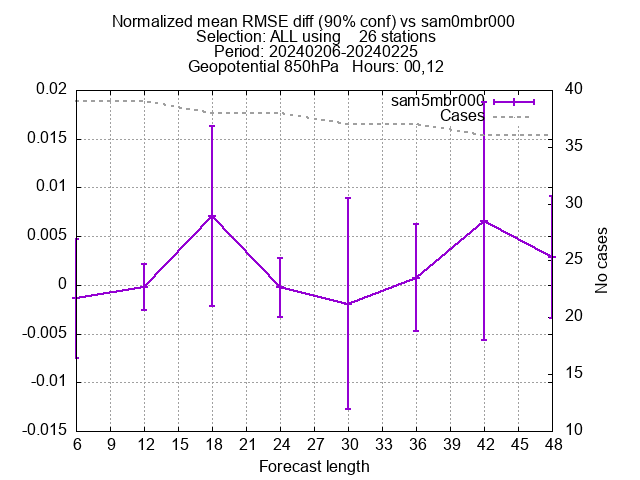 Normalized mean RMSE diff (90% conf) vs sam0mbr000
Selection: ALL using    26 stations
Period: 20240206-20240225
Geopotential 850hPa   Hours: 00,12
sam5mbr000
Cases
0.02
0.015
0.01
0.005
0
-0.005
-0.01
-0.015
40
35
30
25
20
15
10
No cases
6 9 12 15 18 21 24 27 30 33 36 39 42 45 48
Forecast length